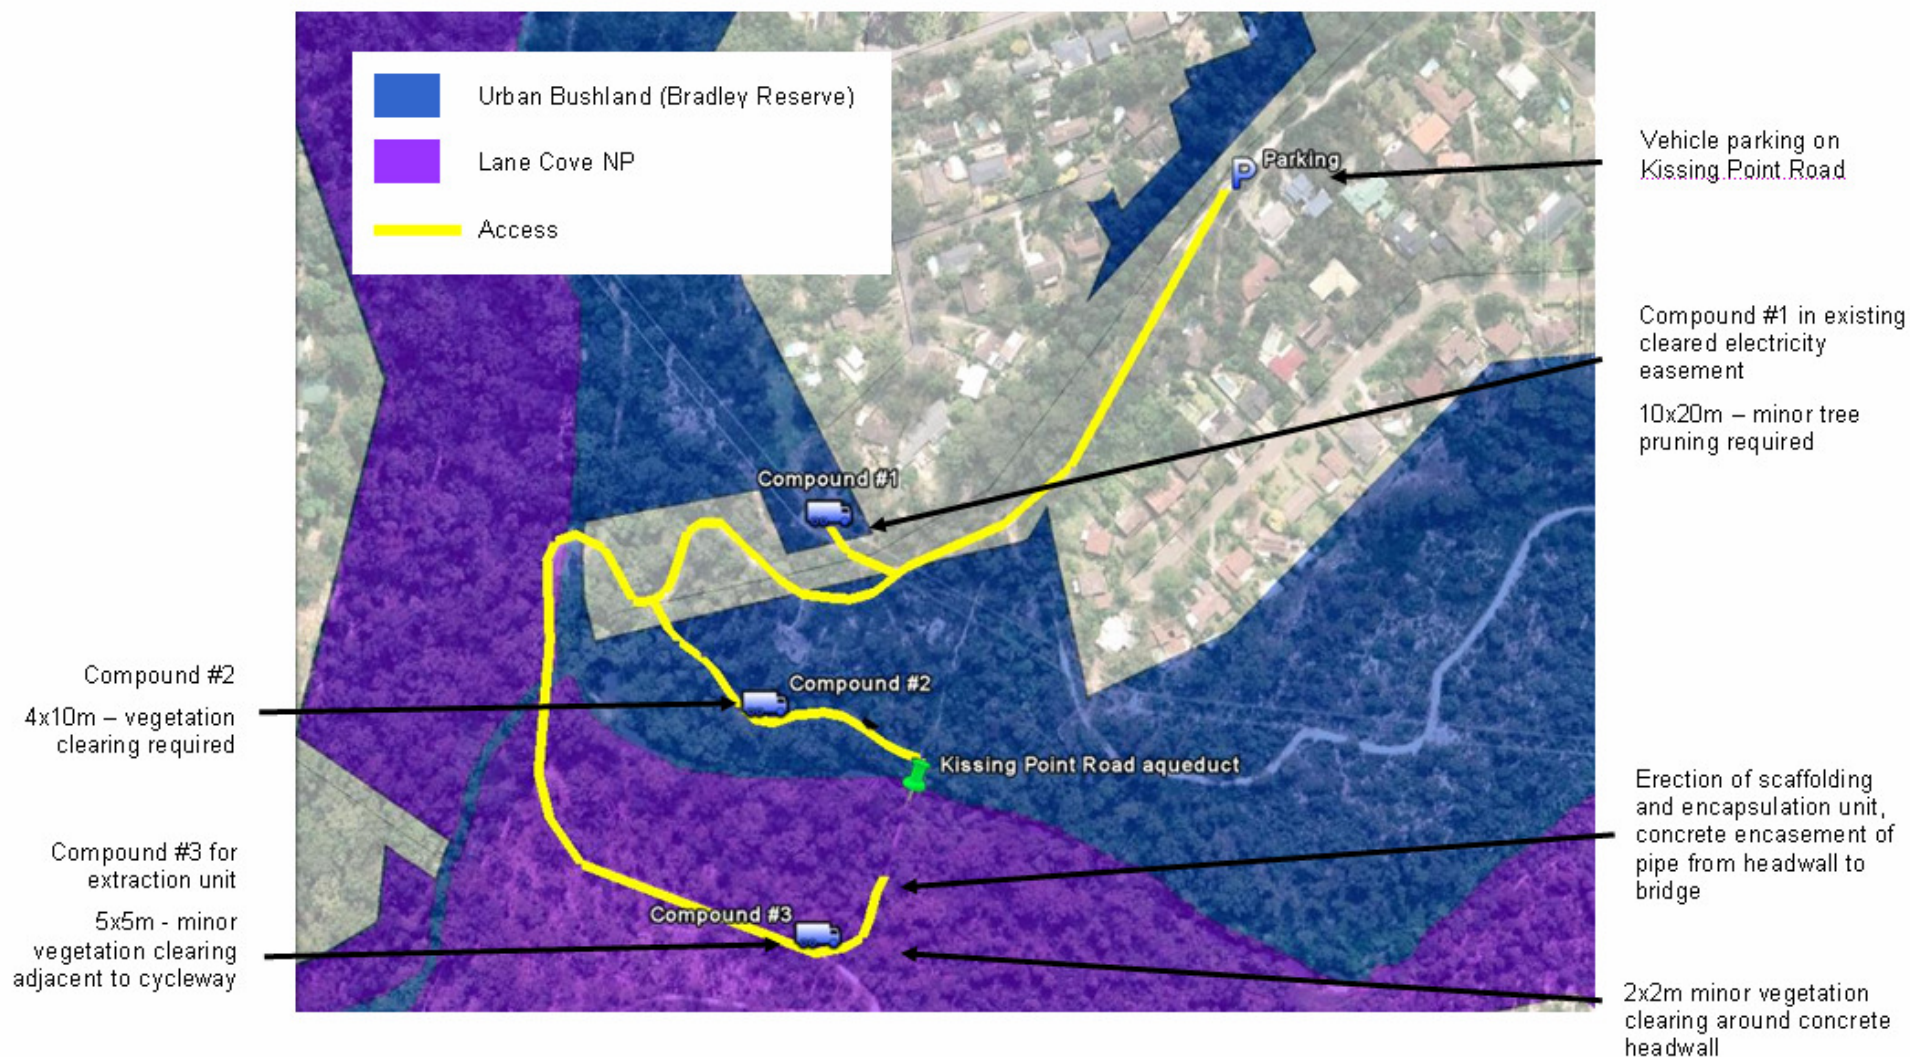 Urban Bushland (Bradley Reserve)
Lane Cove NP
Access
Parking
Vehicle parking on
Kissing Point Road
Compound #1 in existing
cleared electricity
easement
10x20m – minor tree
pruning required
Compound #1
Compound #2
4x10m – vegetation
clearing required
Compound #2
Kissing Point Road aqueduct
Erection of scaffolding
and encapsulation unit,
concrete encasement of
pipe from headwall to
bridge
Compound #3 for
extraction unit
5x5m - minor
vegetation clearing
adjacent to cycleway
Compound #3
2x2m minor vegetation
clearing around concrete
headwall